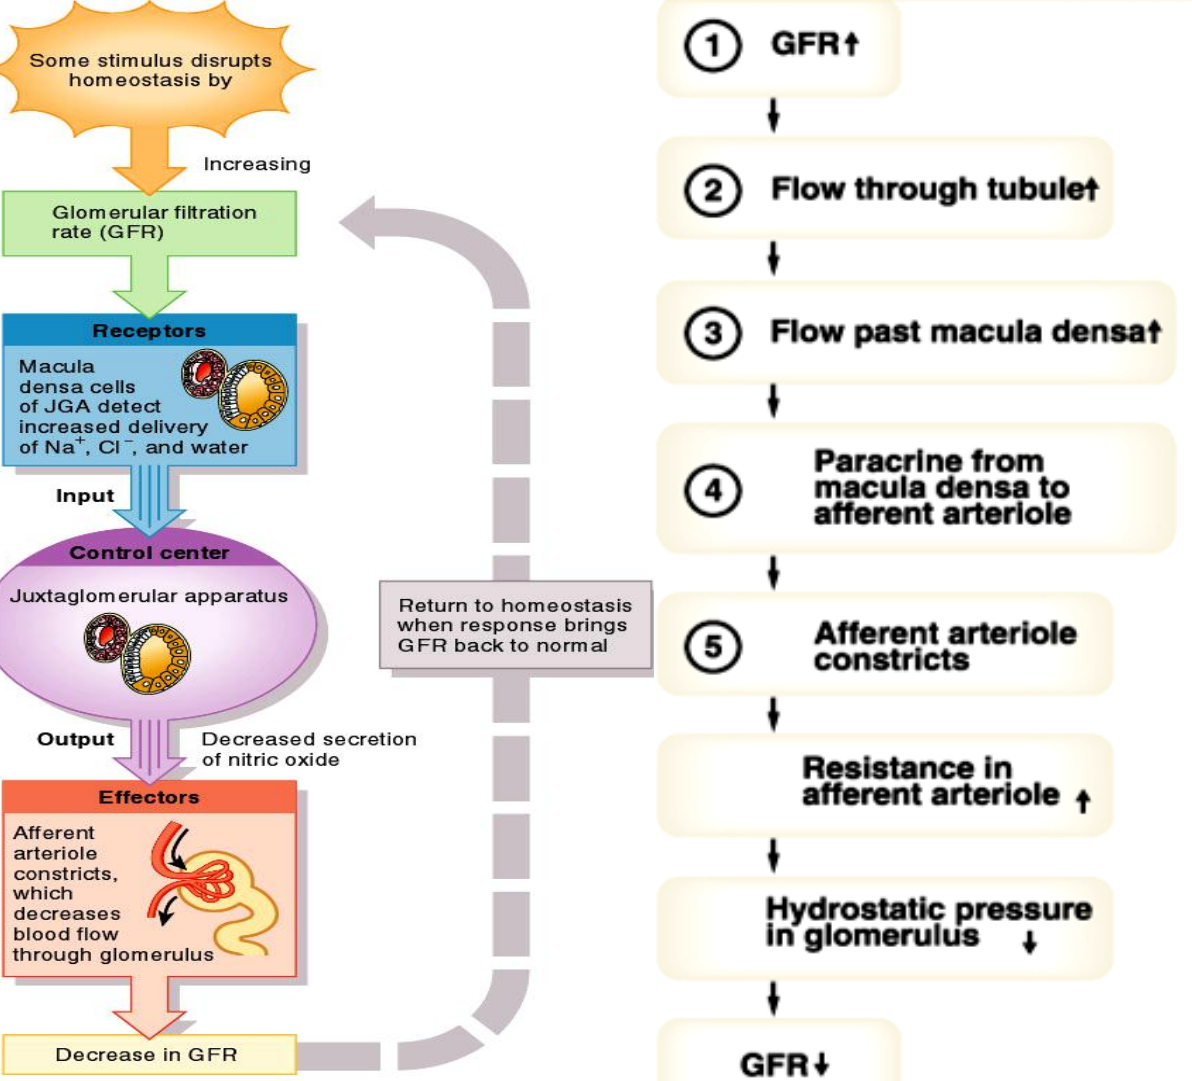 Some stimulus disrupts
homeostasis by
Increasing
Glomerular filtration
rate (GFR)
Receptors
Macula
densa cells
of JGA detect
increased delivery
of Na⁺, Cl⁻, and water
Input
Control center
Juxtaglomerular apparatus
Output
Decreased secretion
of nitric oxide
Effectors
Afferent
arteriole
constricts,
which
decreases
blood flow
through glomerulus
Decrease in GFR
Return to homeostasis
when response brings
GFR back to normal
1 GFR↑
2 Flow through tubule↑
3 Flow past macula densa↑
4 Paracrine from
macula densa to
afferent arteriole
5 Afferent arteriole
constricts
Resistance in
afferent arteriole ↑
Hydrostatic pressure
in glomerulus ↓
GFR↓